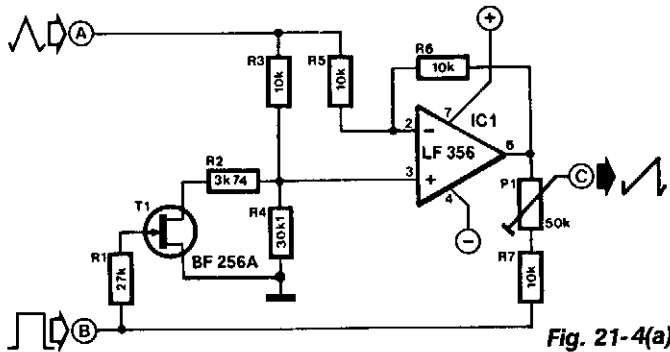 A
R3
10k
R5
10k
R6
10k
+
7
IC1
2
−
LF 356
6
3
+
4
−
R2
3k74
T1
R4
30k1
BF 256A
R1
27k
P1
50k
C
R7
10k
B
Fig. 21-4(a)